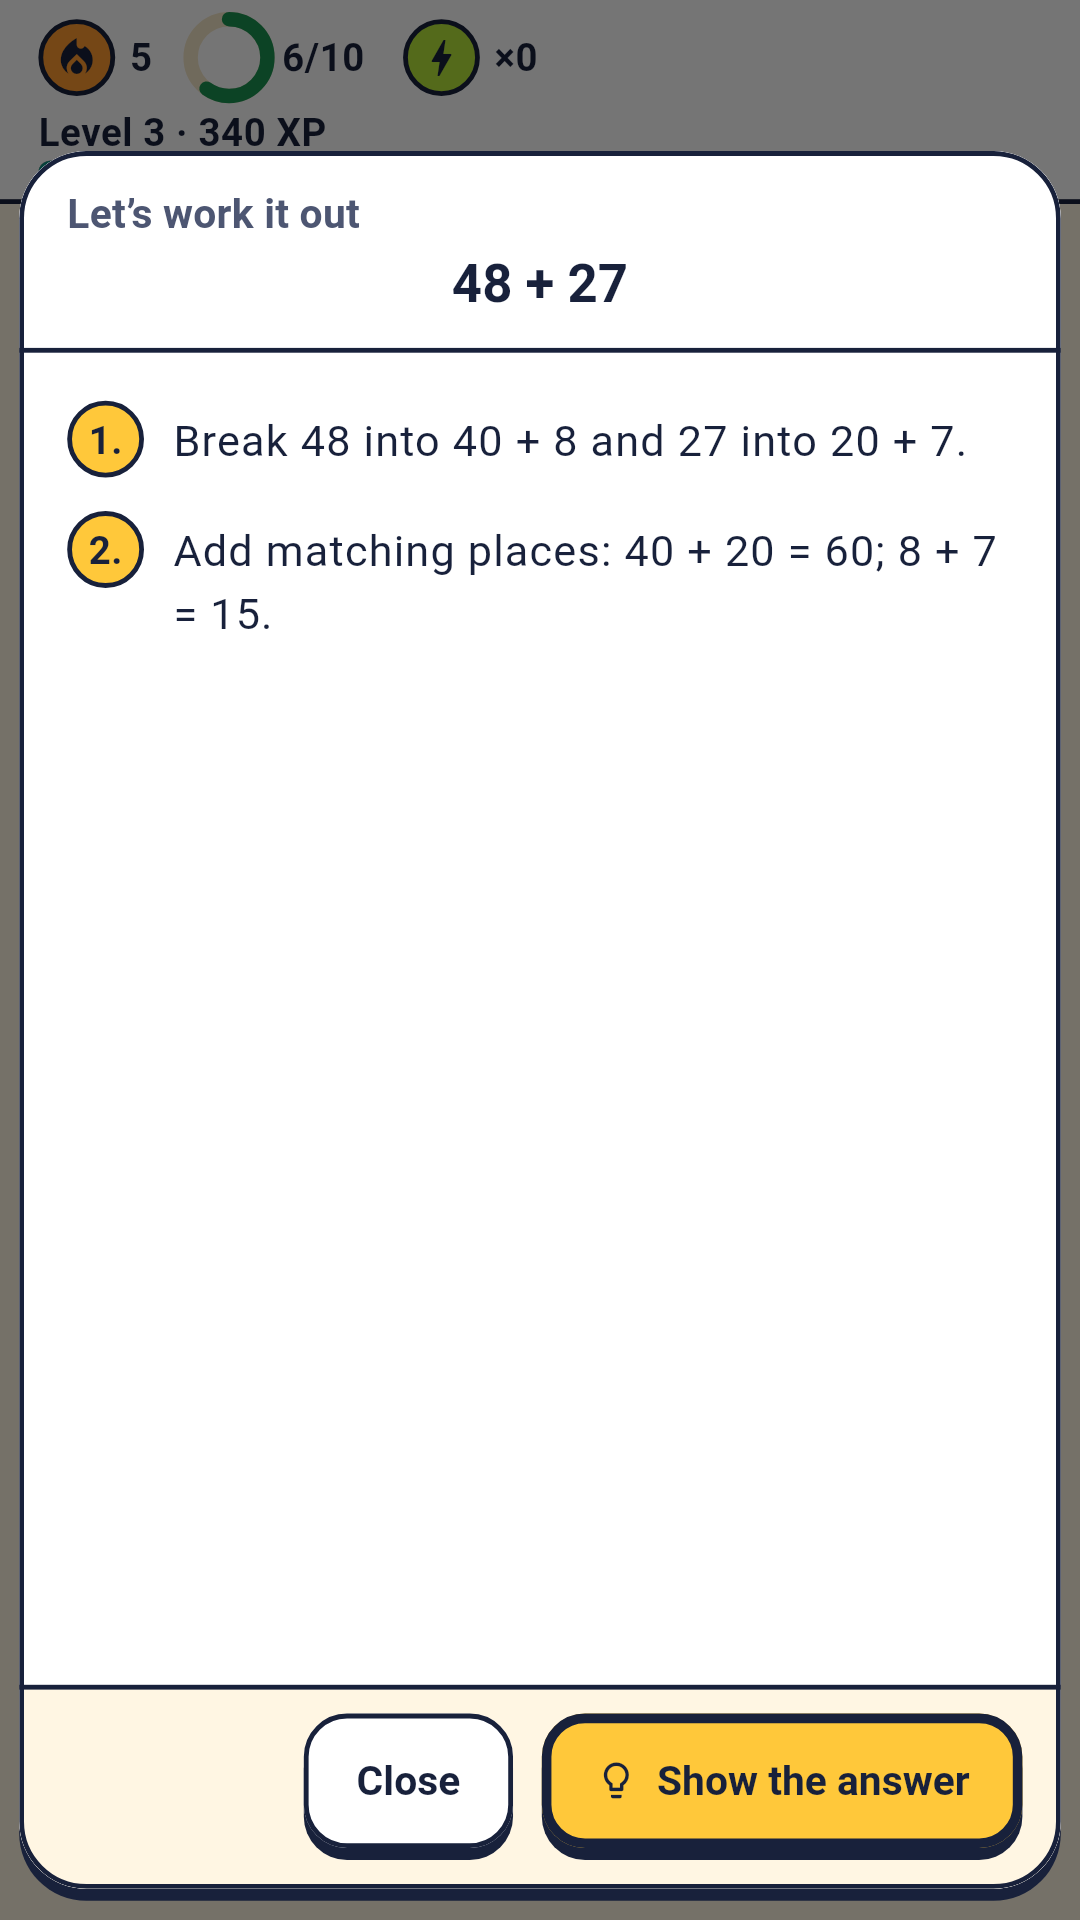 5 6/10 ×0
Level 3 · 340 XP
Let’s work it out
48 + 27
1. Break 48 into 40 + 8 and 27 into 20 + 7.
2. Add matching places: 40 + 20 = 60; 8 + 7
= 15.
Close Show the answer